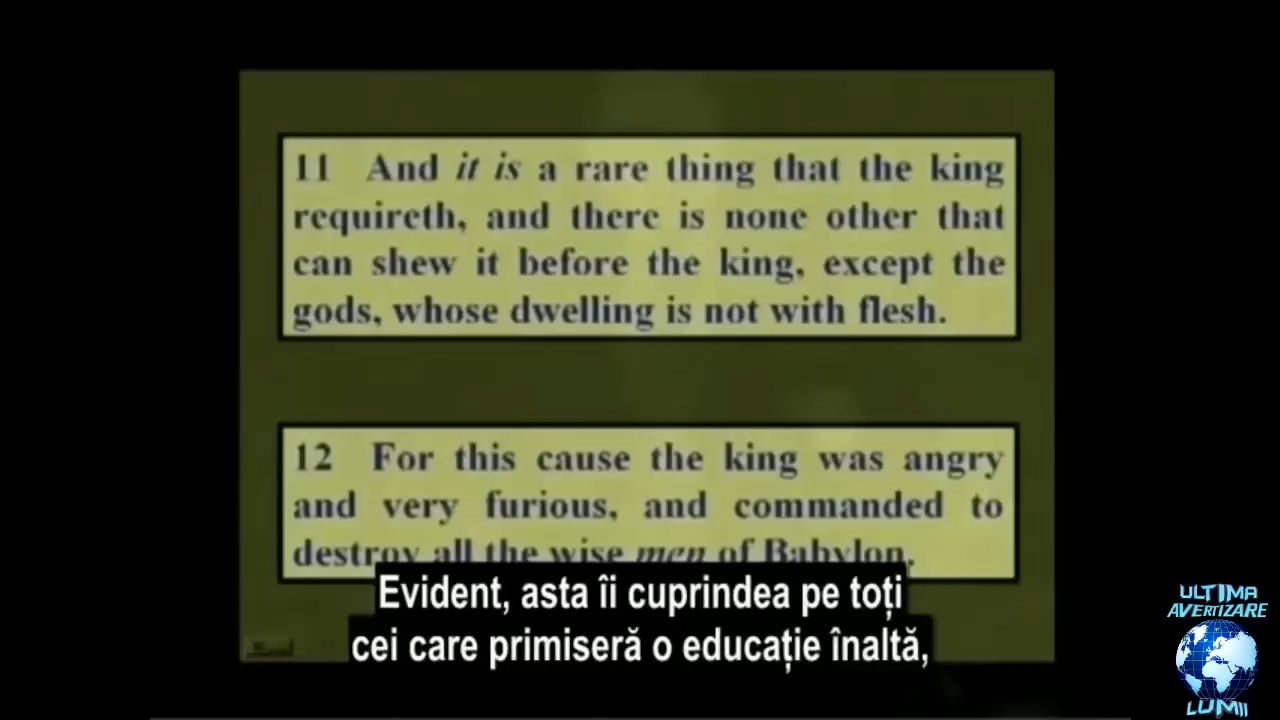 11 And it is a rare thing that the king
requireth, and there is none other that
can shew it before the king, except the
gods, whose dwelling is not with flesh.
12 For this cause the king was angry
and very furious, and commanded to
destroy all the wise men of Babylon.
Evident, asta îi cuprindea pe toți
cei care primiseră o educație înaltă,
ULTIMA
AVERTIZARE
LUMII